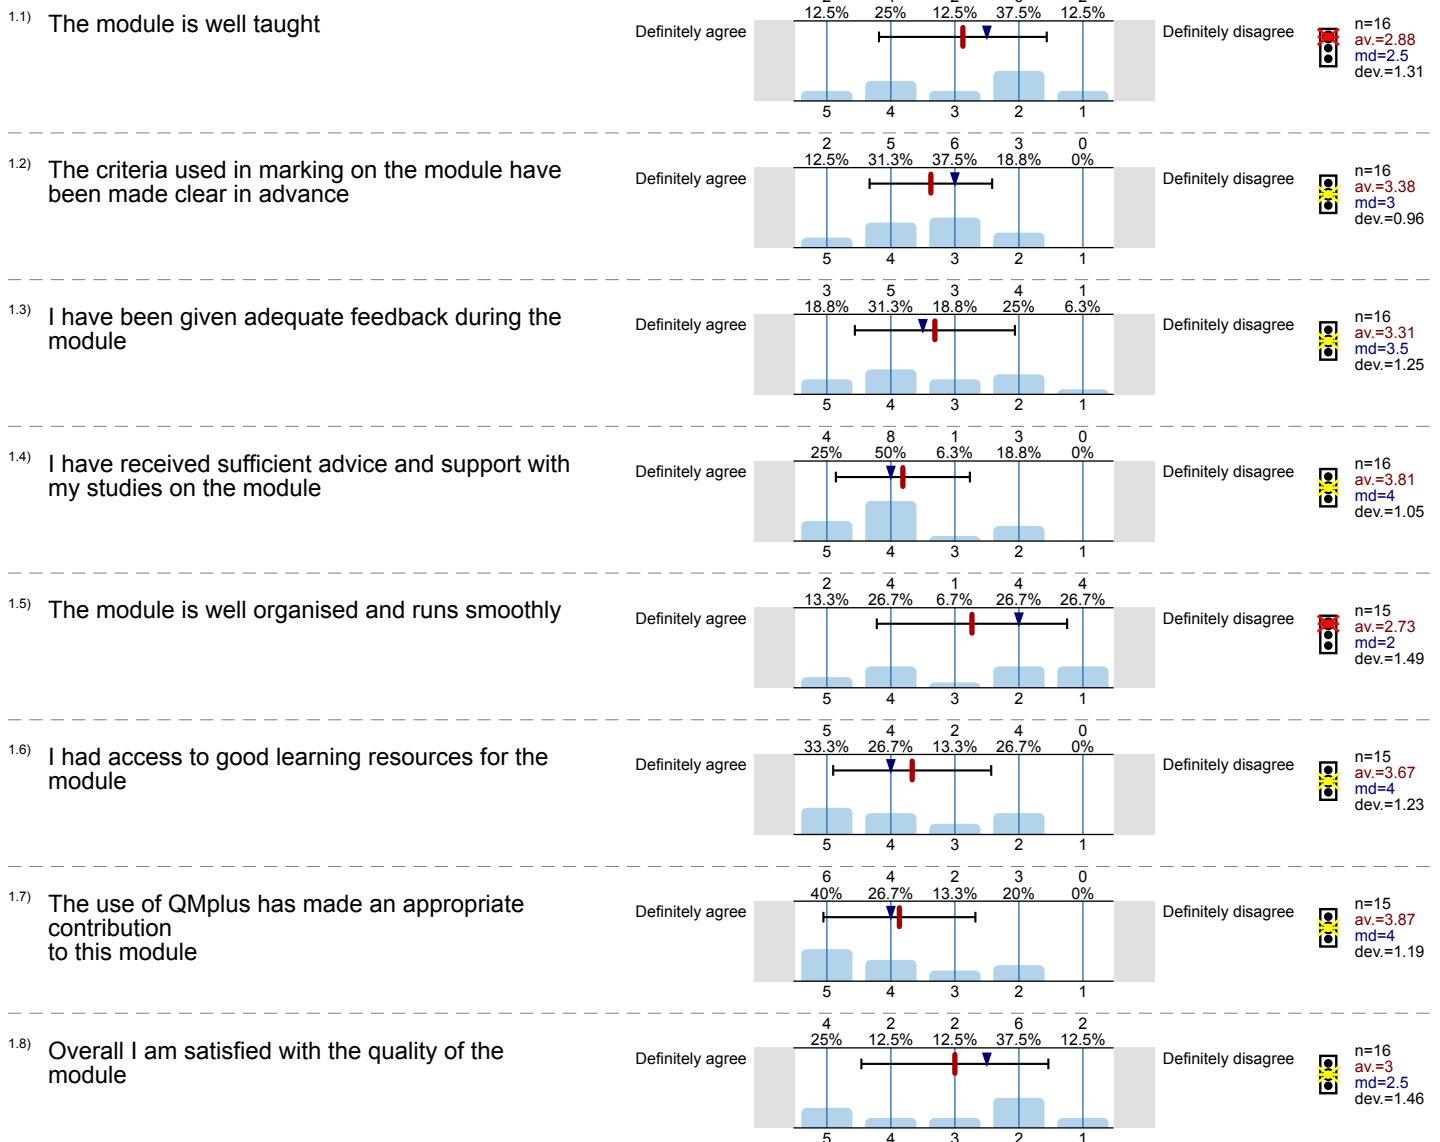 2 4 2 6 2
12.5% 25% 12.5% 37.5% 12.5%
1.1) The module is well taught
Definitely agree
Definitely disagree
n=16
av.=2.88
md=2.5
dev.=1.31
5 4 3 2 1
2 5 6 3 0
12.5% 31.3% 37.5% 18.8% 0%
1.2) The criteria used in marking on the module have
been made clear in advance
Definitely agree
Definitely disagree
n=16
av.=3.38
md=3
dev.=0.96
5 4 3 2 1
3 5 3 4 1
18.8% 31.3% 18.8% 25% 6.3%
1.3) I have been given adequate feedback during the
module
Definitely agree
Definitely disagree
n=16
av.=3.31
md=3.5
dev.=1.25
5 4 3 2 1
4 8 1 3 0
25% 50% 6.3% 18.8% 0%
1.4) I have received sufficient advice and support with
my studies on the module
Definitely agree
Definitely disagree
n=16
av.=3.81
md=4
dev.=1.05
5 4 3 2 1
2 4 1 4 4
13.3% 26.7% 6.7% 26.7% 26.7%
1.5) The module is well organised and runs smoothly
Definitely agree
Definitely disagree
n=15
av.=2.73
md=2
dev.=1.49
5 4 3 2 1
5 4 2 4 0
33.3% 26.7% 13.3% 26.7% 0%
1.6) I had access to good learning resources for the
module
Definitely agree
Definitely disagree
n=15
av.=3.67
md=4
dev.=1.23
5 4 3 2 1
6 4 2 3 0
40% 26.7% 13.3% 20% 0%
1.7) The use of QMplus has made an appropriate
contribution
to this module
Definitely agree
Definitely disagree
n=15
av.=3.87
md=4
dev.=1.19
5 4 3 2 1
4 2 2 6 2
25% 12.5% 12.5% 37.5% 12.5%
1.8) Overall I am satisfied with the quality of the
module
Definitely agree
Definitely disagree
n=16
av.=3
md=2.5
dev.=1.46
5 4 3 2 1